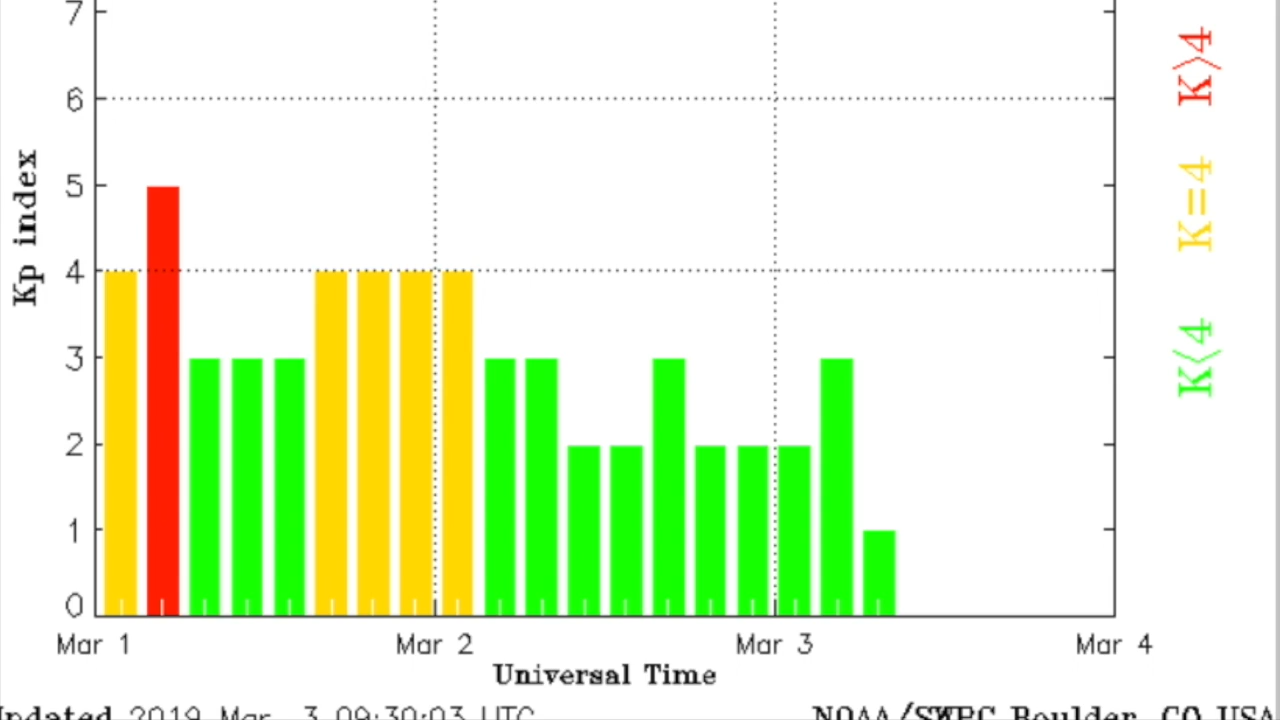 7
6
5
4
3
2
1
0
Kp index
Mar 1 Mar 2 Mar 3 Mar 4
Universal Time
Updated 2019 Mar 3 09:30:03 UTC
NOAA/SWPC Boulder, CO USA
K>4
K=4
K<4